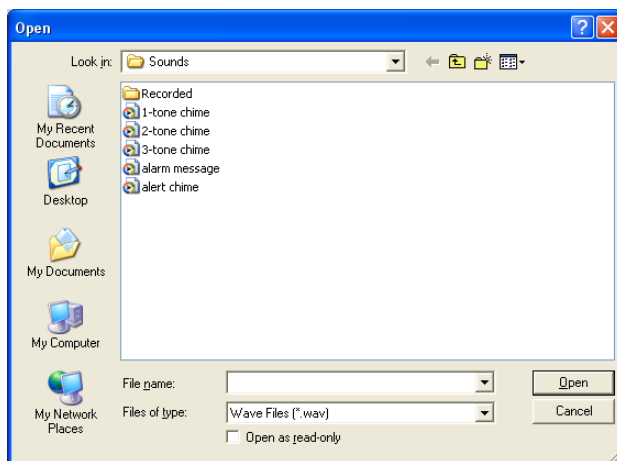 Open
Look in: Sounds
My Recent
Documents
Desktop
My Documents
My Computer
My Network
Places
Recorded
1-tone chime
2-tone chime
3-tone chime
alarm message
alert chime
File name:
Open
Files of type: Wave Files (*.wav)
Cancel
Open as read-only